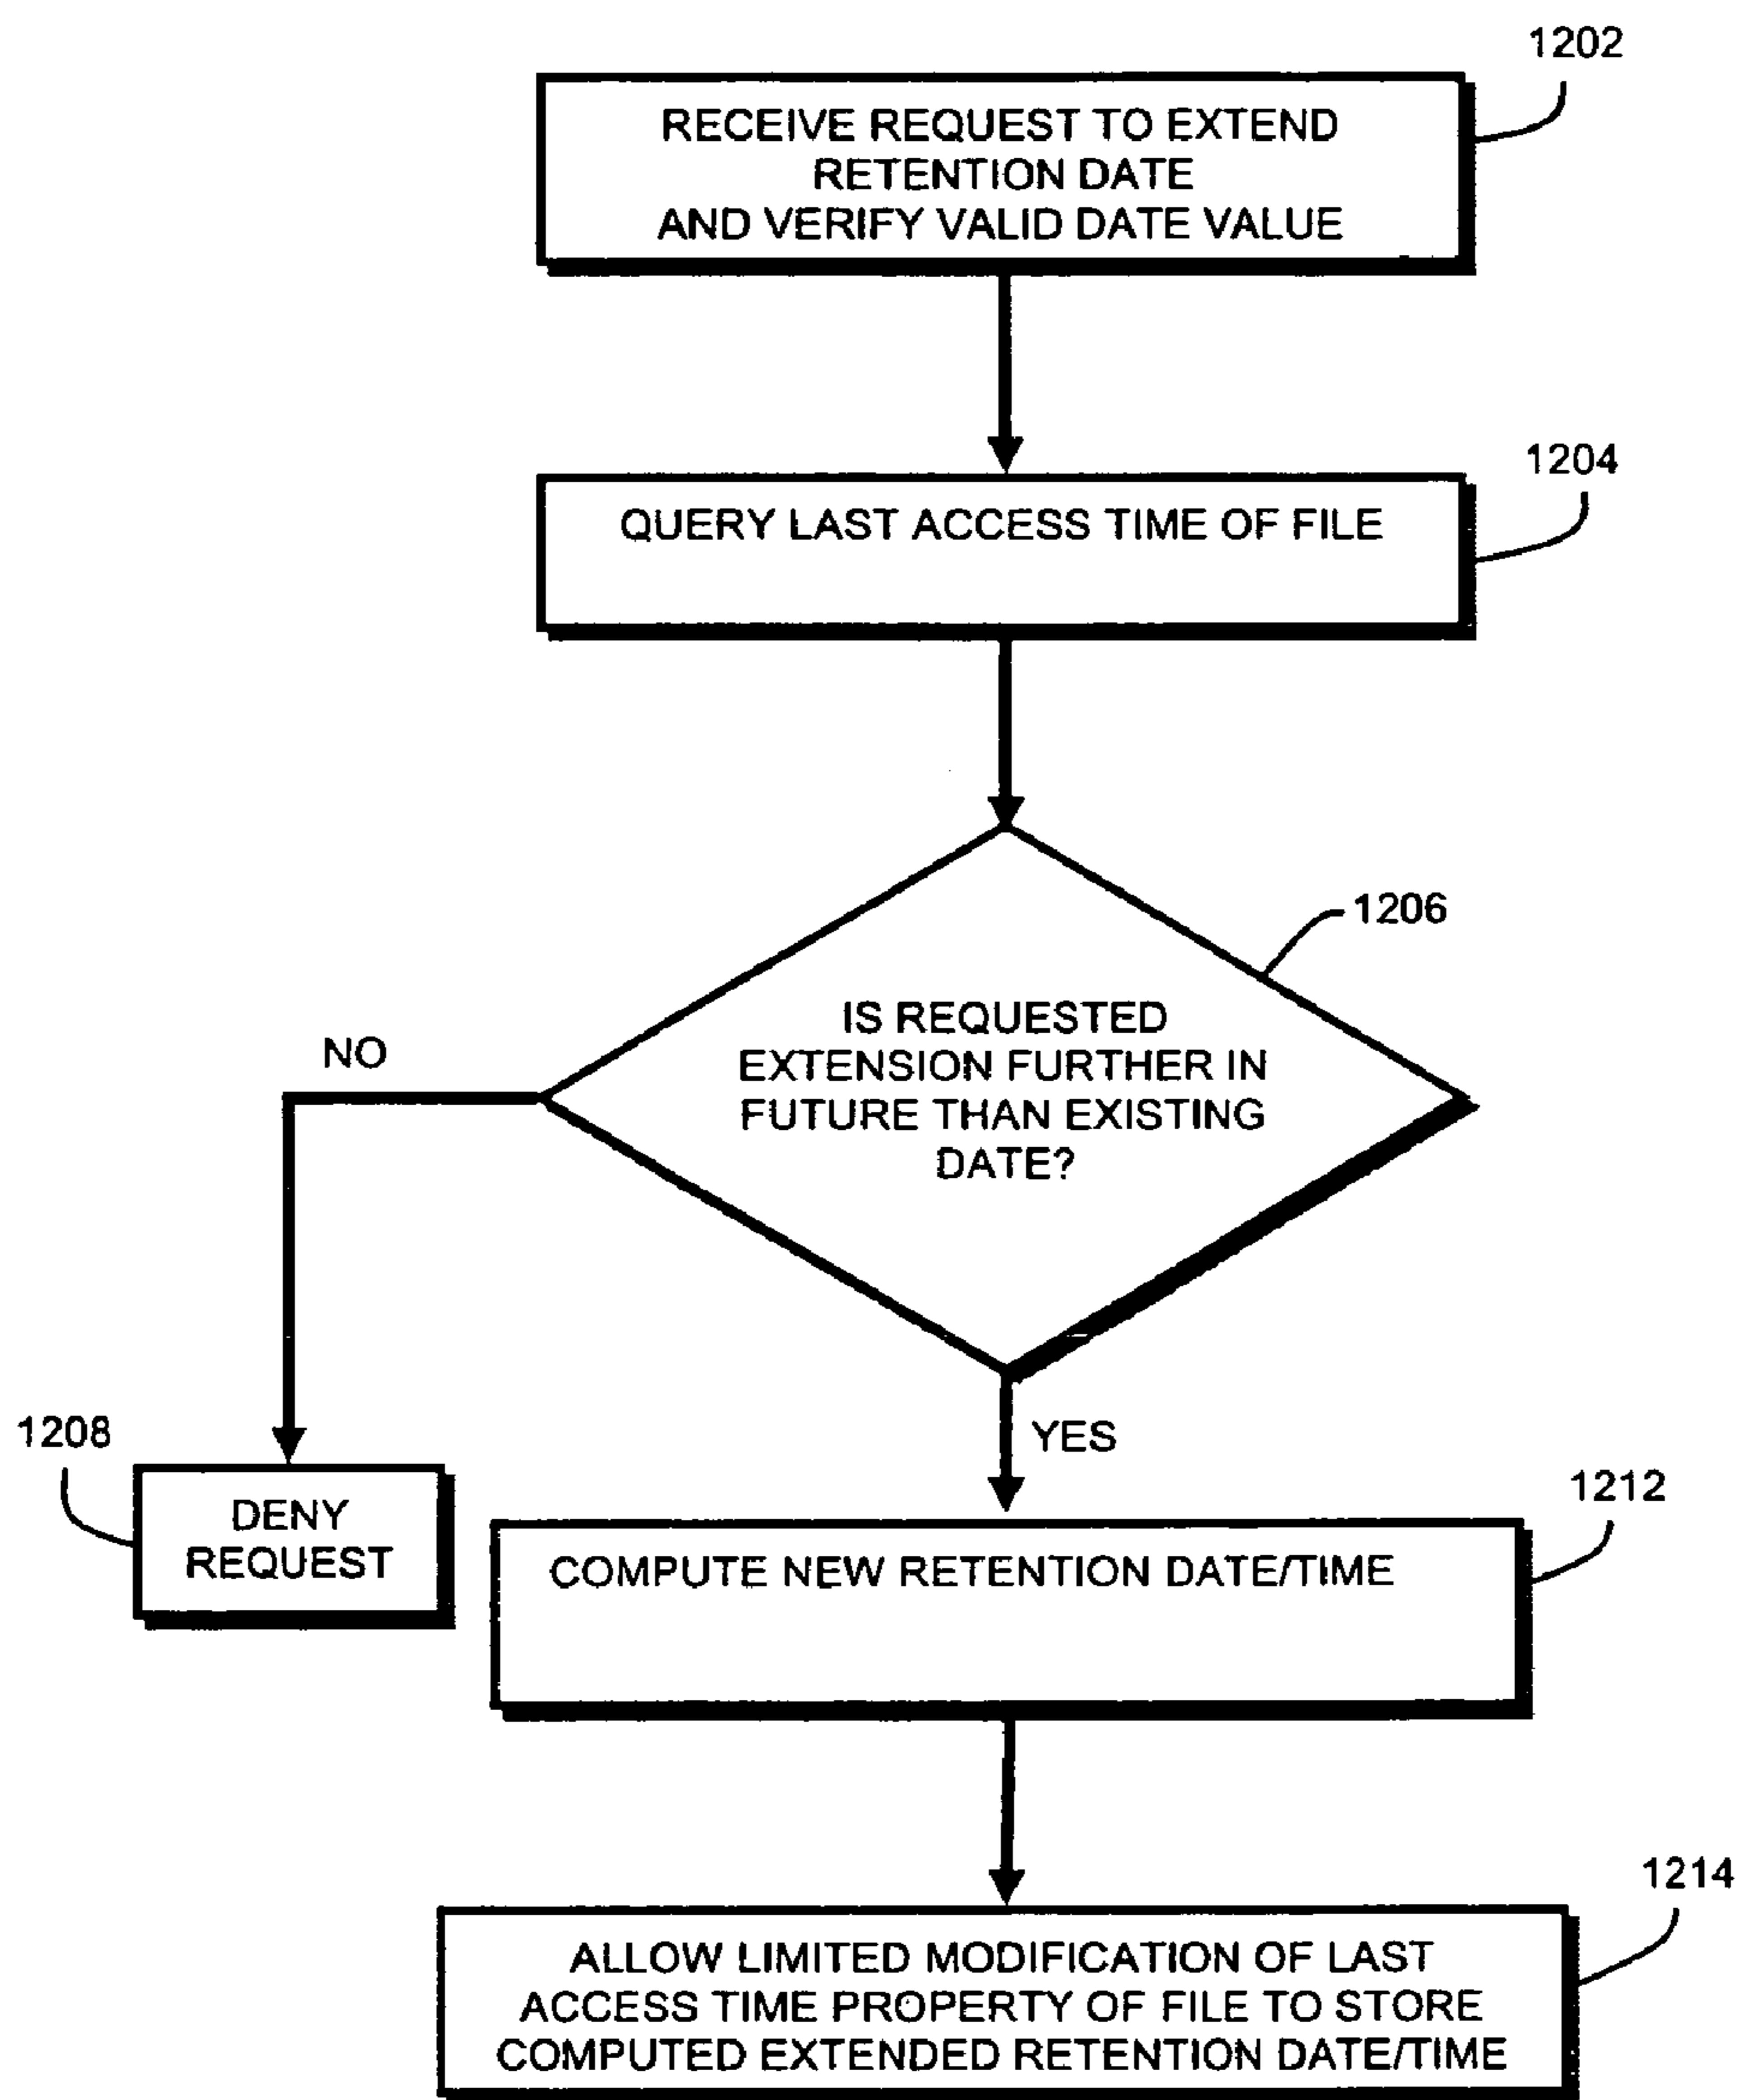 1202
RECEIVE REQUEST TO EXTEND
RETENTION DATE
AND VERIFY VALID DATE VALUE
1204
QUERY LAST ACCESS TIME OF FILE
1206
IS REQUESTED
EXTENSION FURTHER IN
FUTURE THAN EXISTING
DATE?
NO
YES
1208
DENY
REQUEST
1212
COMPUTE NEW RETENTION DATE/TIME
1214
ALLOW LIMITED MODIFICATION OF LAST
ACCESS TIME PROPERTY OF FILE TO STORE
COMPUTED EXTENDED RETENTION DATE/TIME